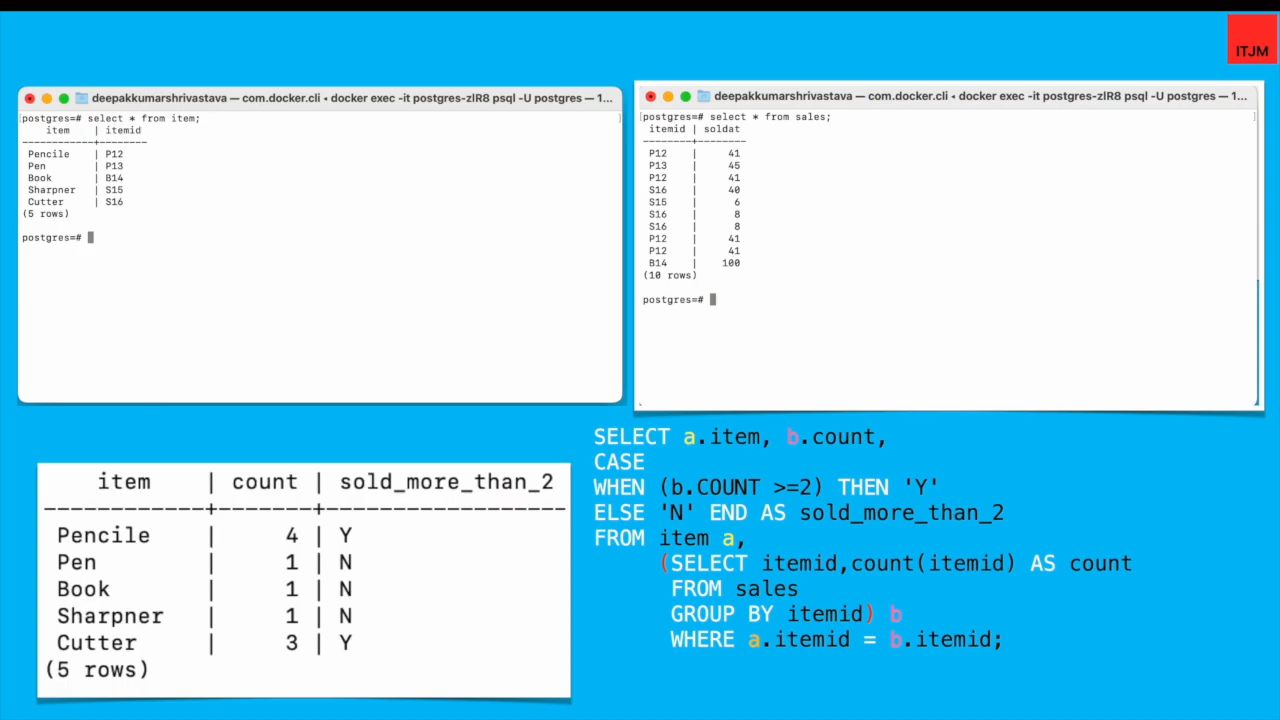 ITJM
deepakkumarshrivastava — com.docker.cli ◂ docker exec -it postgres-zlR8 psql -U postgres — 1...
[postgres=# select * from item; ]
item | itemid
------------+--------
Pencile | P12
Pen | P13
Book | B14
Sharpner | S15
Cutter | S16
(5 rows)
postgres=#
deepakkumarshrivastava — com.docker.cli ◂ docker exec -it postgres-zlR8 psql -U postgres — 1...
[postgres=# select * from sales; ]
itemid | soldat
--------+--------
P12 | 41
P13 | 45
P12 | 41
S16 | 40
S15 | 6
S16 | 8
S16 | 8
P12 | 41
P12 | 41
B14 | 100
(10 rows)
postgres=#
item | count | sold_more_than_2
----------+-------+------------------
Pencile | 4 | Y
Pen | 1 | N
Book | 1 | N
Sharpner | 1 | N
Cutter | 3 | Y
(5 rows)
SELECT a.item, b.count,
CASE
WHEN (b.COUNT >=2) THEN 'Y'
ELSE 'N' END AS sold_more_than_2
FROM item a,
(SELECT itemid,count(itemid) AS count
FROM sales
GROUP BY itemid) b
WHERE a.itemid = b.itemid;